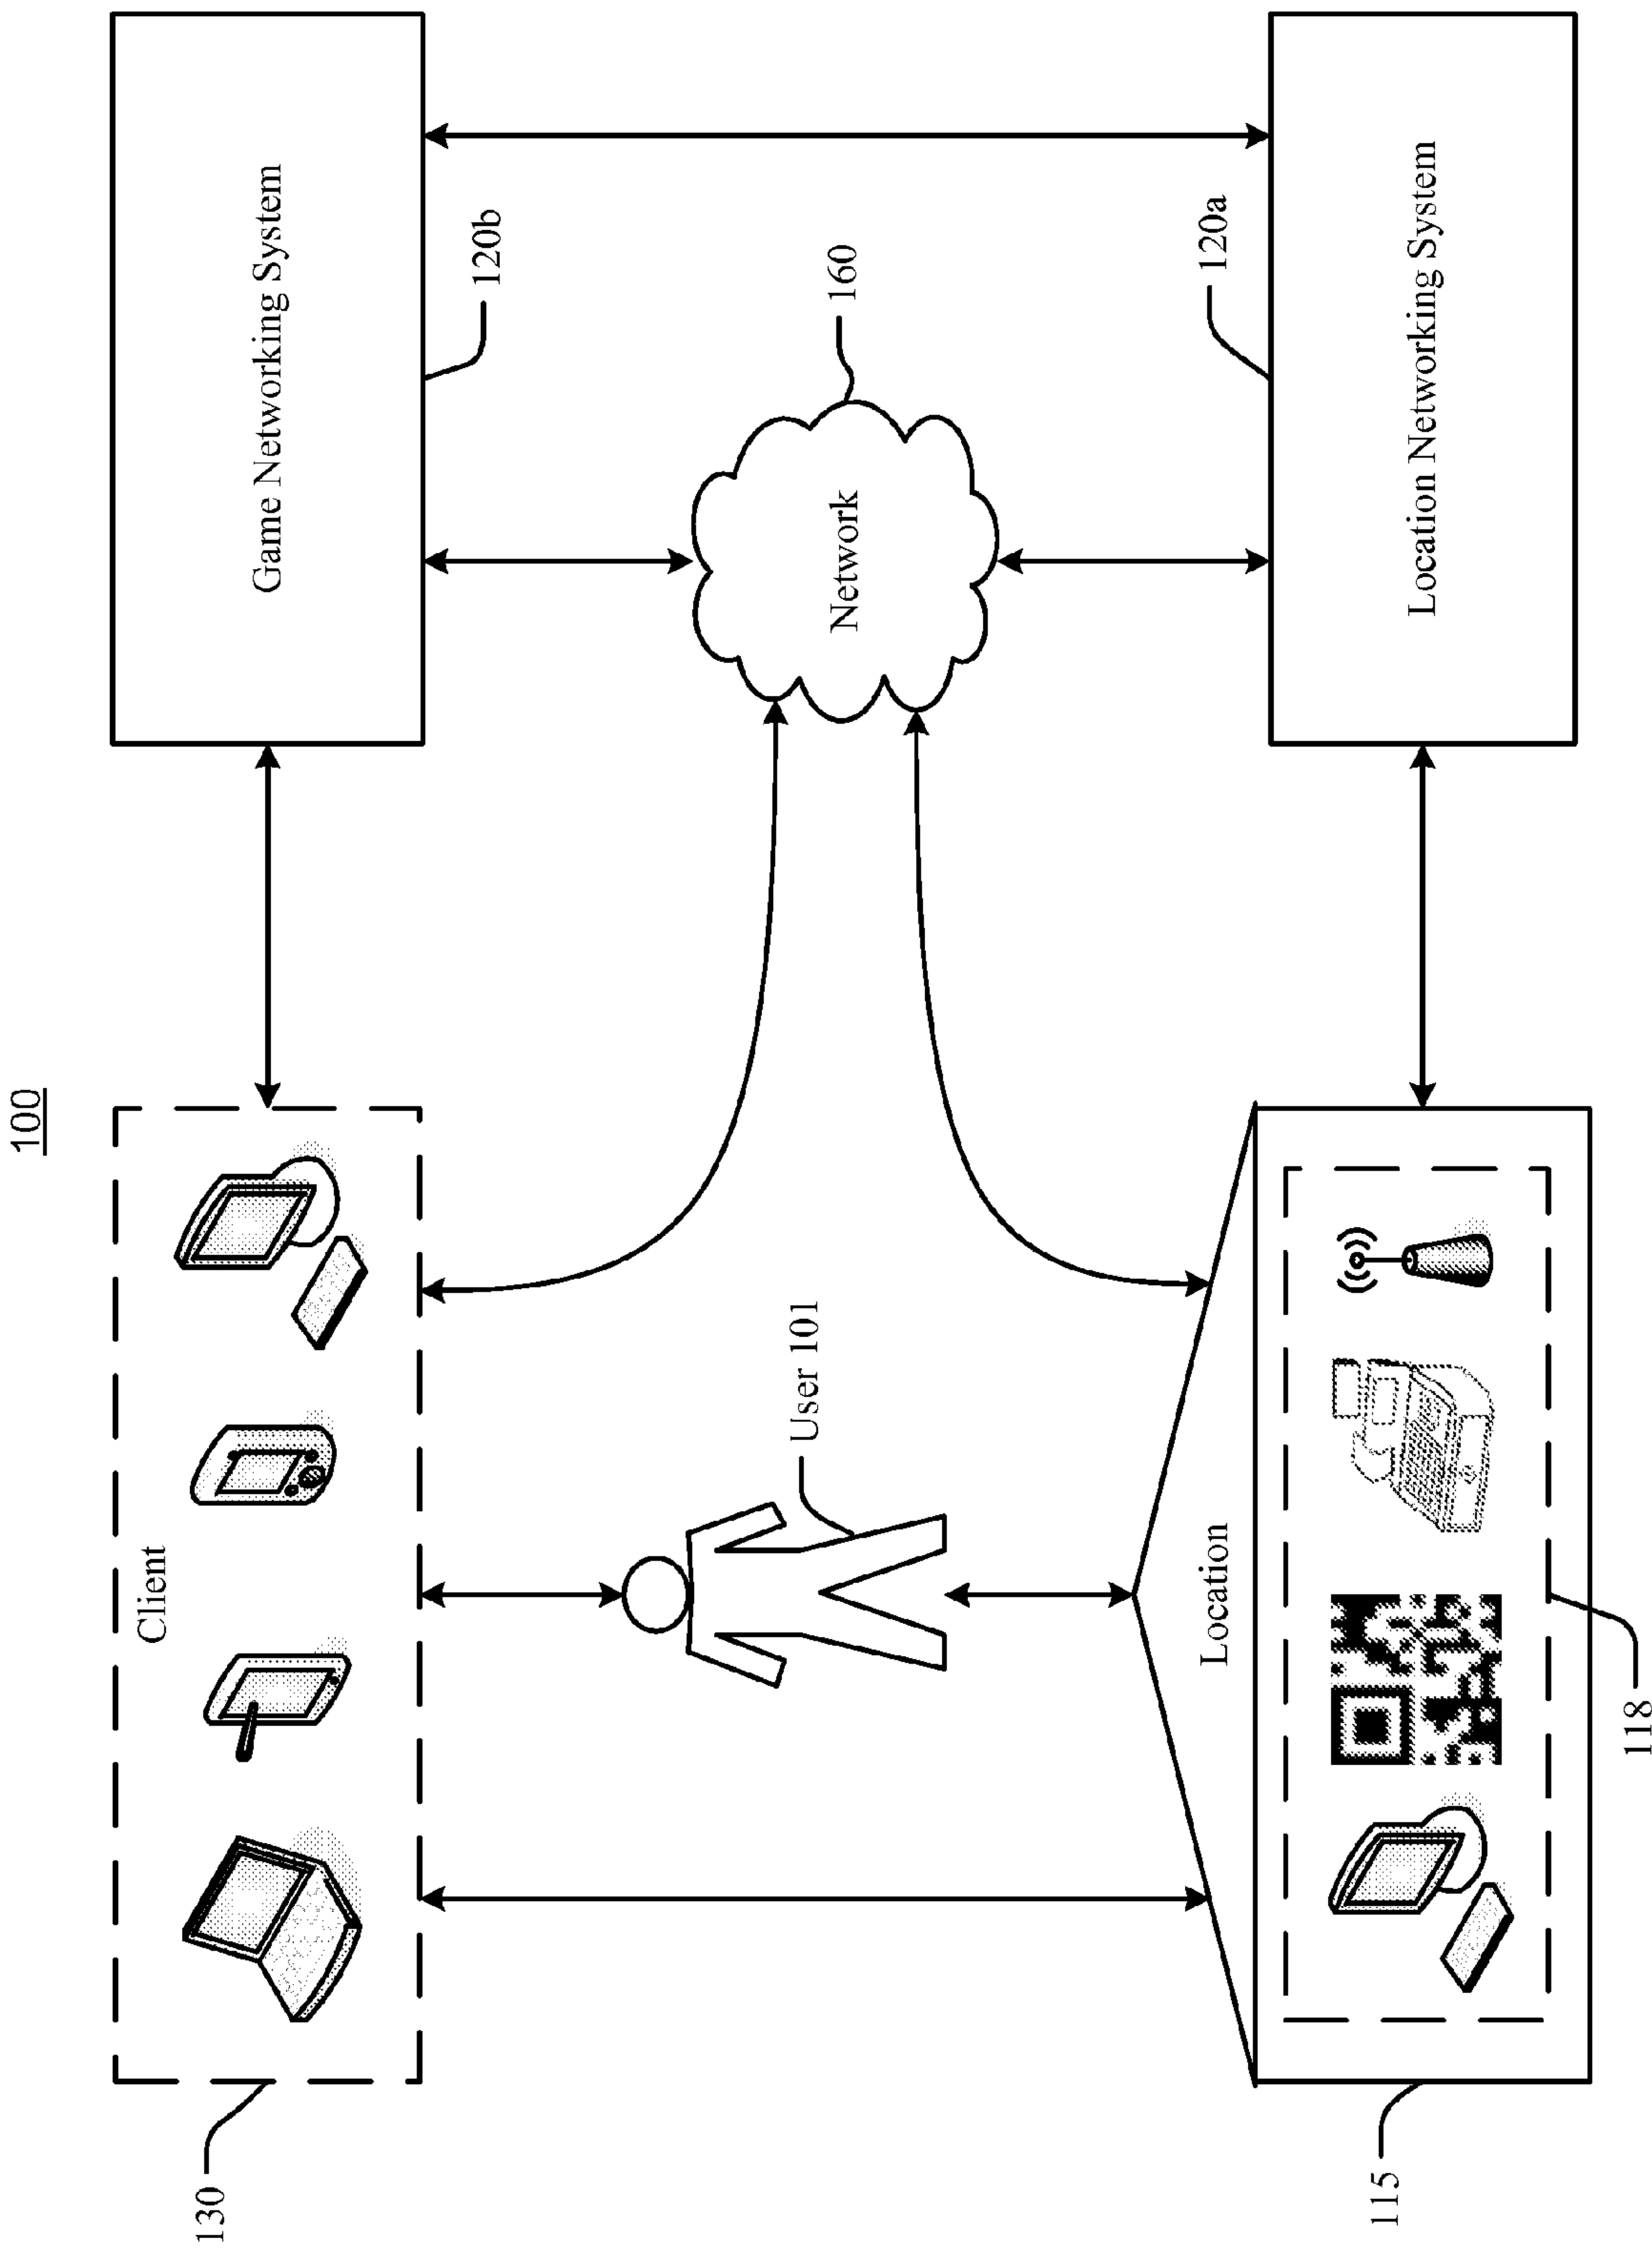 100
130
Client
Game Networking System
120b
User 101
Network
160
120a
Location
Location Networking System
115
118